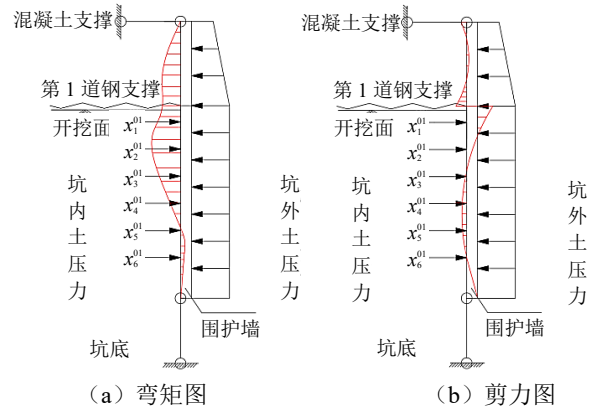 混凝土支撑
第1道钢支撑
开挖面
x₁⁰¹
x₂⁰¹
x₃⁰¹
x₄⁰¹
x₅⁰¹
x₆⁰¹
坑内土压力
坑外土压力
围护墙
坑底
（a）弯矩图
混凝土支撑
第1道钢支撑
开挖面
x₁⁰¹
x₂⁰¹
x₃⁰¹
x₄⁰¹
x₅⁰¹
x₆⁰¹
坑内土压力
坑外土压力
围护墙
坑底
（b）剪力图